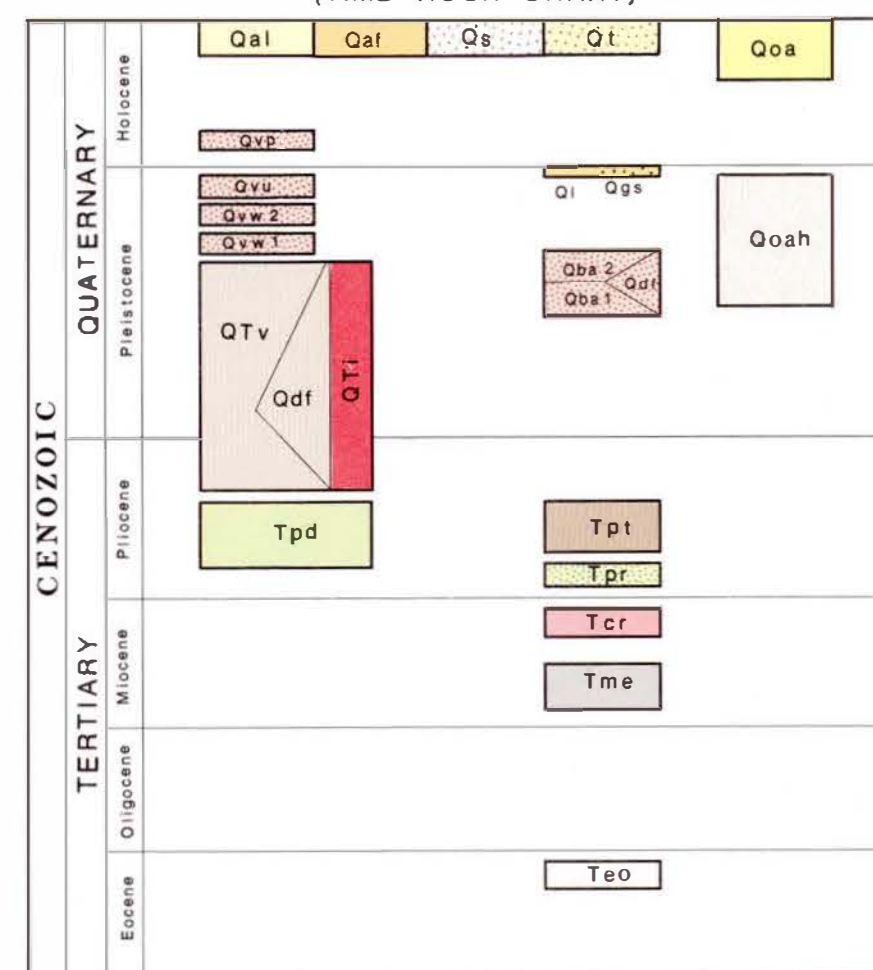 Qal Qaf Qs Qt Qoa
Holocene
Qvp
QUATERNARY
Qvu
Ql Qgs
Qvw 2
Qvw 1
Qoah
Pleistocene
Qba 2
Qdf
Qba 1
QTv
QTi
Qdf
CENOZOIC
Pliocene
Tpd
Tpt
Tpr
TERTIARY
Miocene
Tcr
Tme
Oligocene
Eocene
Teo